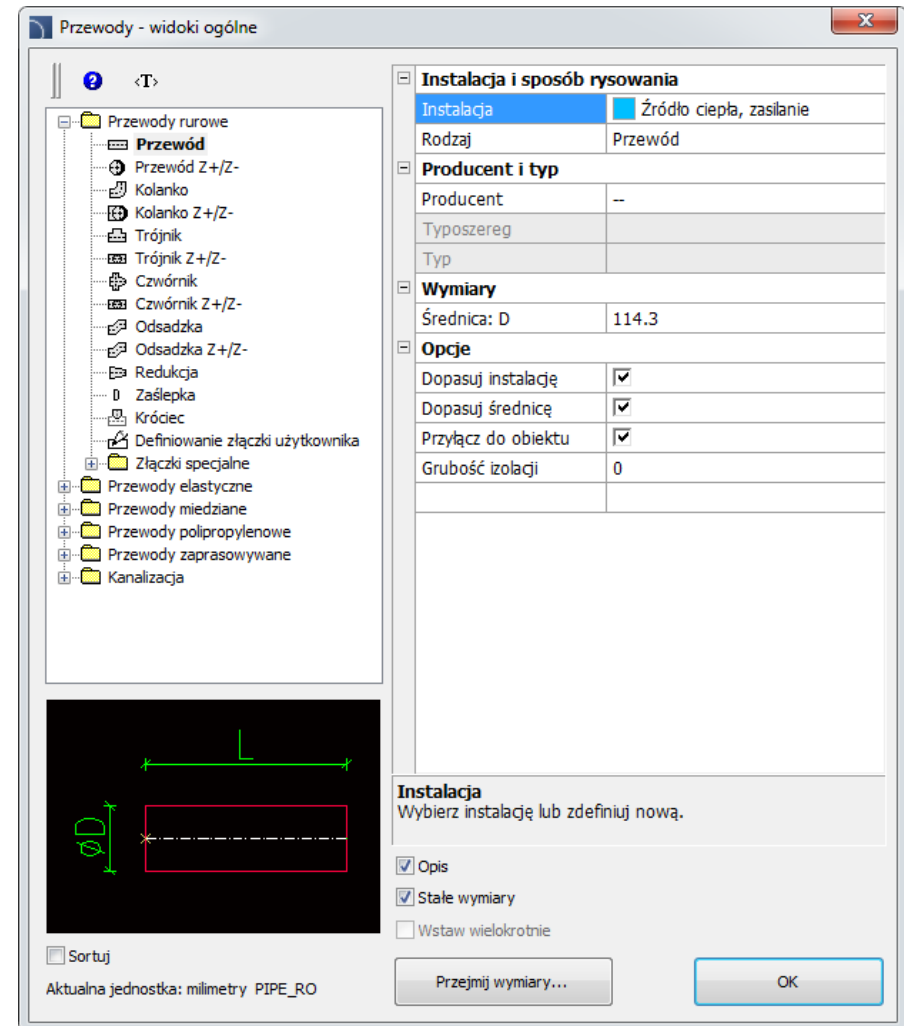 Przewody - widoki ogólne
<T>
Przewody rurowe
Przewód
Przewód Z+/Z-
Kolanko
Kolanko Z+/Z-
Trójnik
Trójnik Z+/Z-
Czwórnik
Czwórnik Z+/Z-
Odsadzka
Odsadzka Z+/Z-
Redukcja
Zaślepka
Króciec
Definiowanie złączki użytkownika
Złączki specjalne
Przewody elastyczne
Przewody miedziane
Przewody polipropylenowe
Przewody zaprasowywane
Kanalizacja
Instalacja i sposób rysowania
Instalacja Źródło ciepła, zasilanie
Rodzaj Przewód
Producent i typ
Producent --
Typoszereg
Typ
Wymiary
Średnica: D 114.3
Opcje
Dopasuj instalację
Dopasuj średnicę
Przyłącz do obiektu
Grubość izolacji 0
L
ØD
Instalacja
Wybierz instalację lub zdefiniuj nową.
Opis
Stałe wymiary
Wstaw wielokrotnie
Sortuj
Aktualna jednostka: milimetry PIPE_RO
Przejmij wymiary...
OK